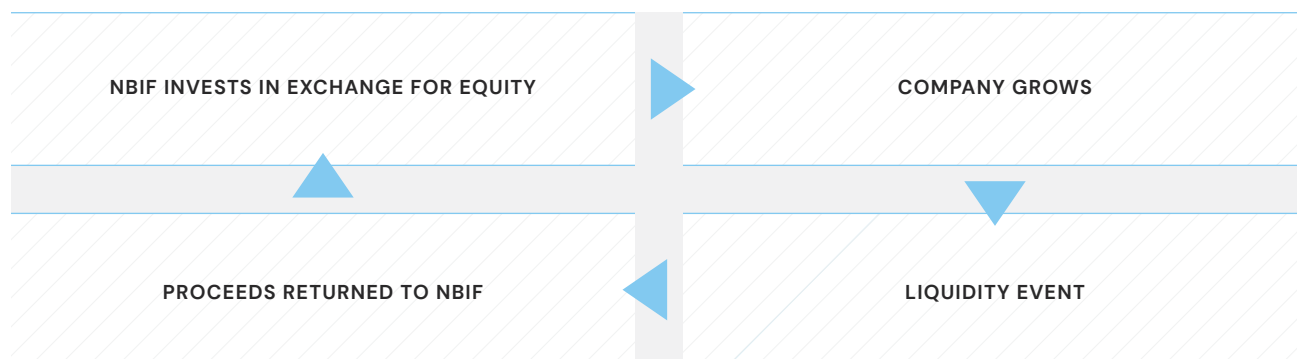 NBIF INVESTS IN EXCHANGE FOR EQUITY
COMPANY GROWS
PROCEEDS RETURNED TO NBIF
LIQUIDITY EVENT